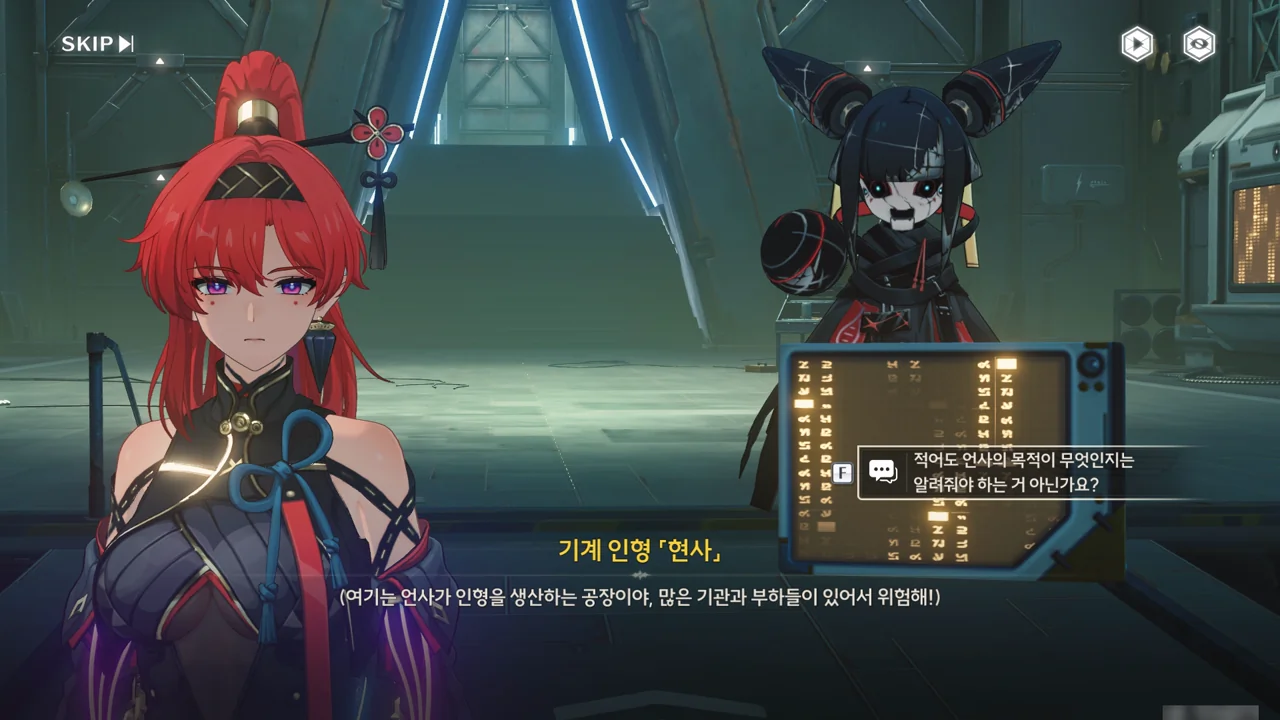 SKIP
F
적어도 언사의 목적이 무엇인지는
알려줘야 하는 거 아닌가요?
기계 인형 「현사」
(여기는 언사가 인형을 생산하는 공장이야, 많은 기관과 부하들이 있어서 위험해!)